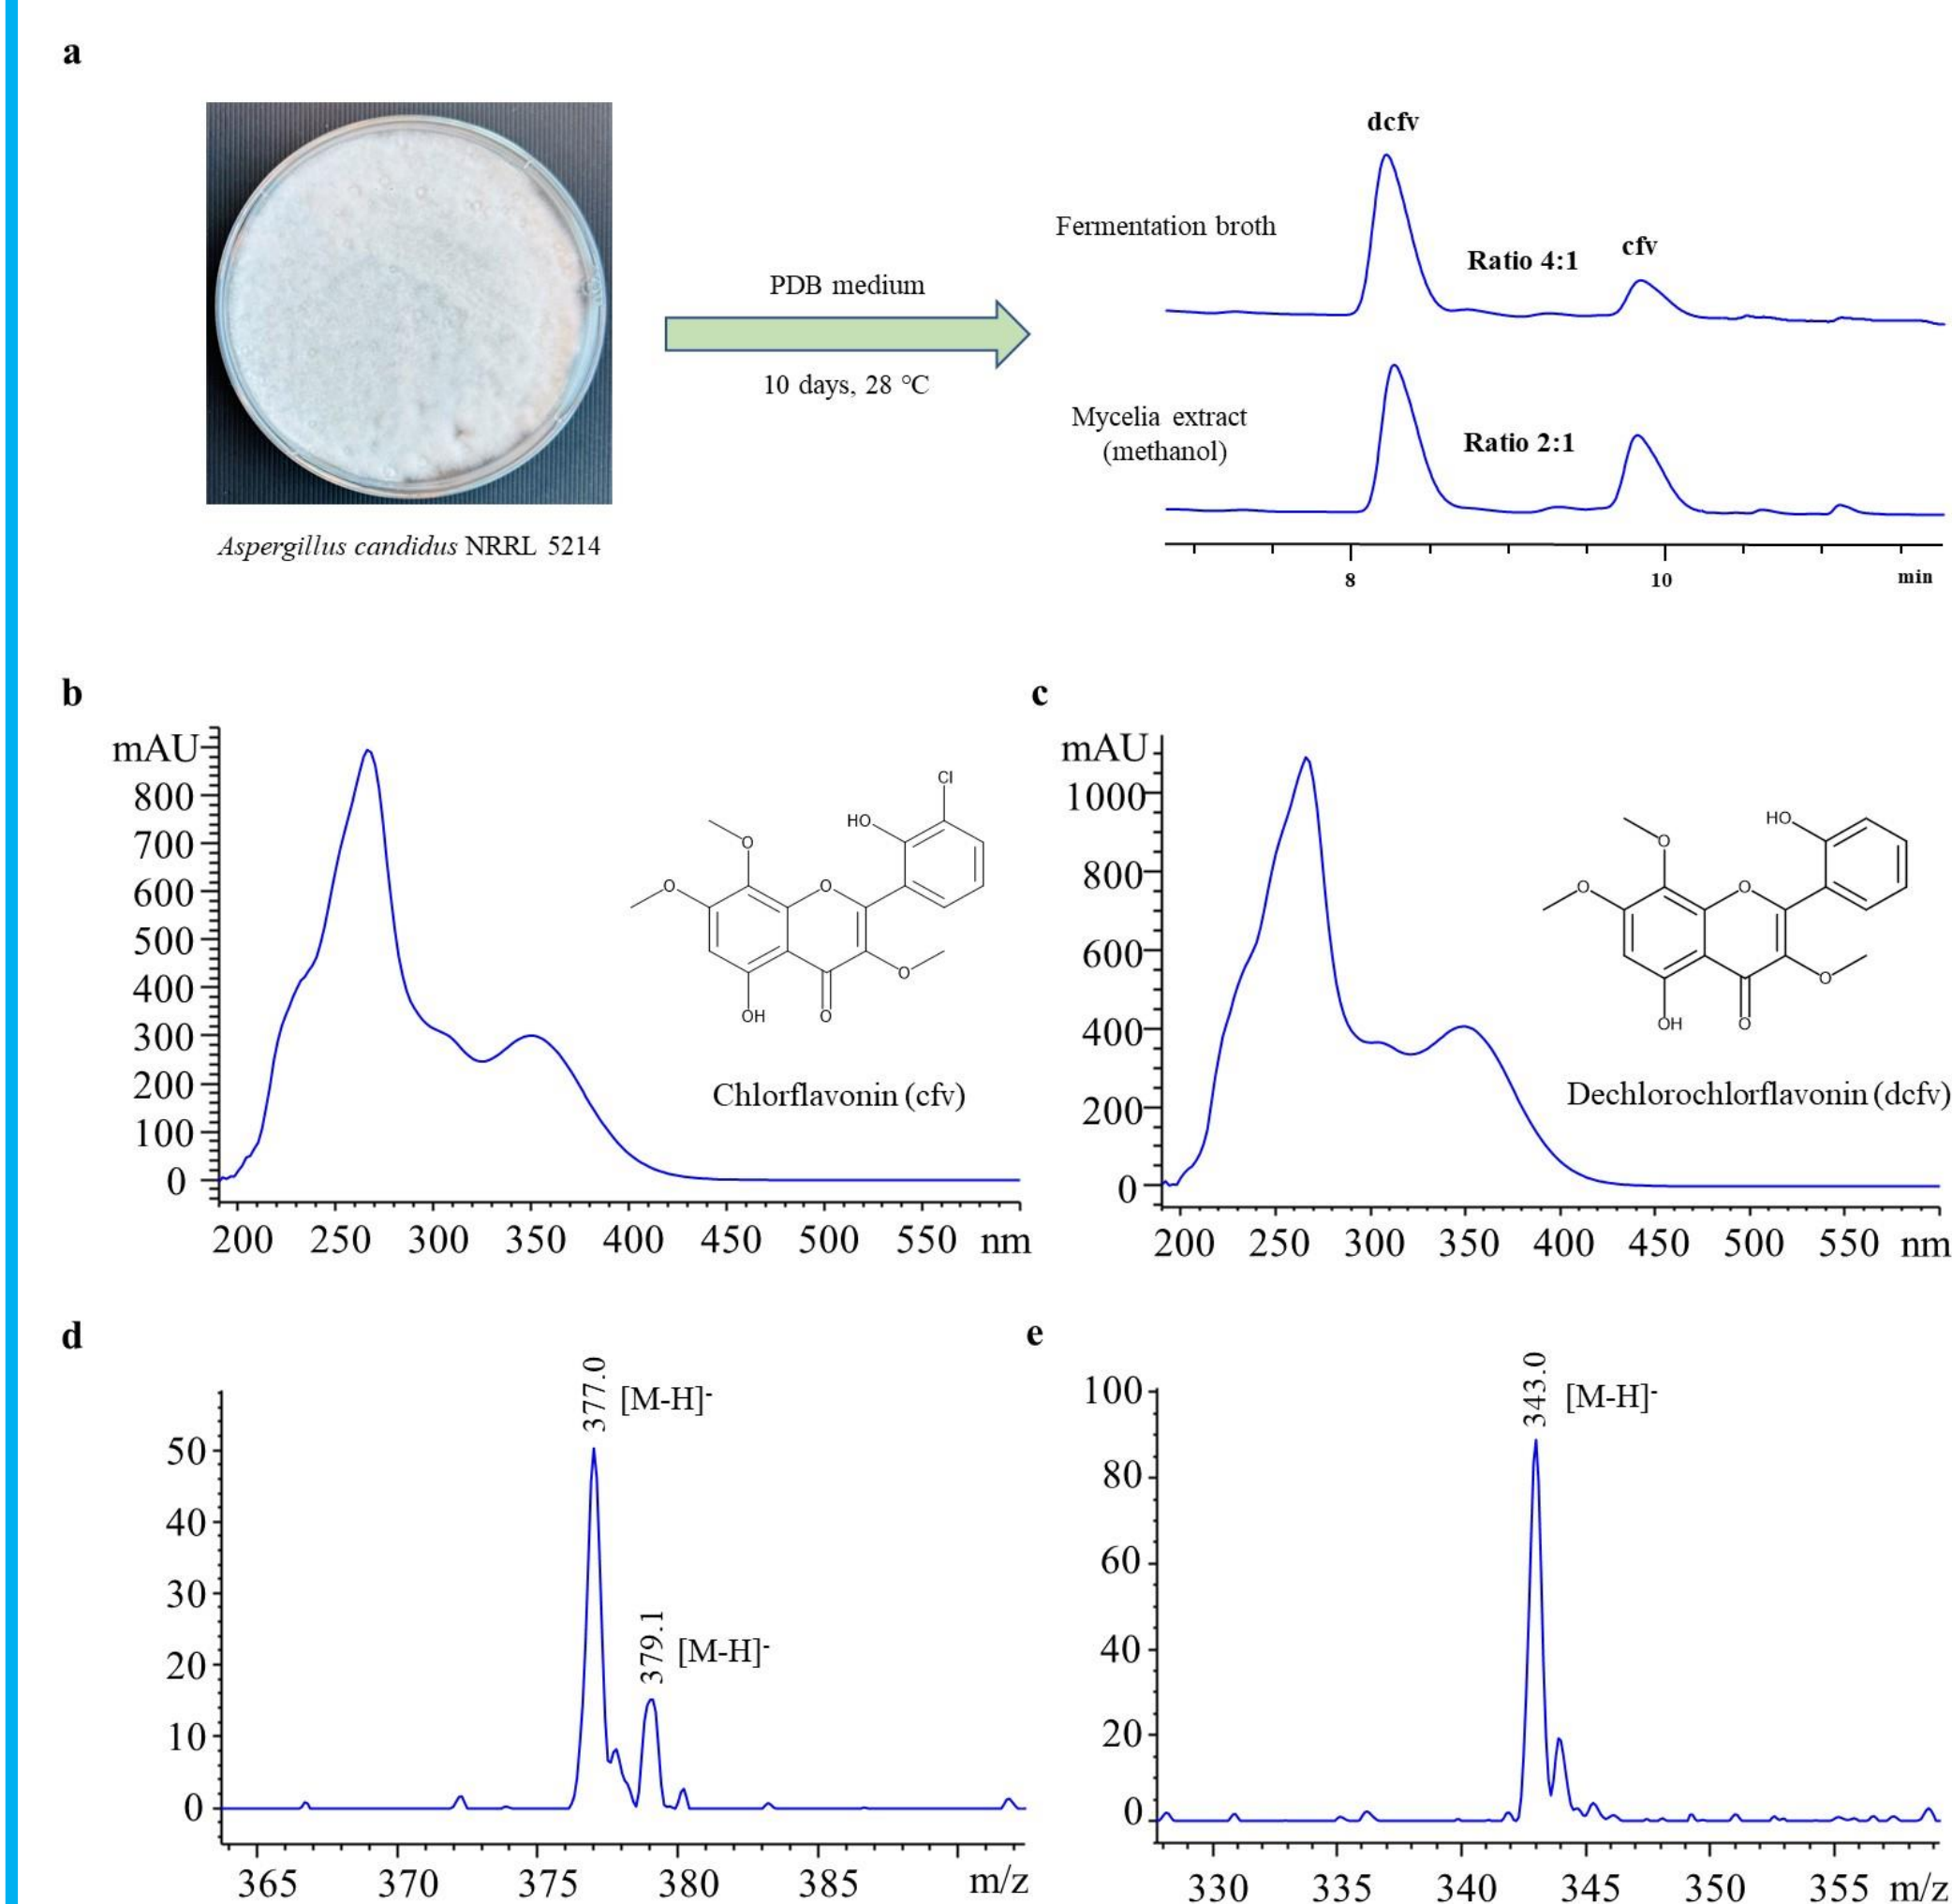 a
dcfv
Fermentation broth
Ratio 4:1
cfv
PDB medium
10 days, 28 °C
Mycelia extract
(methanol)
Ratio 2:1
Aspergillus candidus NRRL 5214
8
10
min
b
mAU
800
700
600
500
400
300
200
100
0
Cl
HO
O
O
O
O
OH
O
Chlorflavonin (cfv)
200 250 300 350 400 450 500 550 nm
c
mAU
1000
800
600
400
200
0
HO
O
O
O
O
OH
O
Dechlorochlorflavonin (dcfv)
200 250 300 350 400 450 500 550 nm
d
377.0
[M-H]-
50
40
30
20
10
0
379.1
[M-H]-
365 370 375 380 385 m/z
e
343.0
[M-H]-
100
80
60
40
20
0
330 335 340 345 350 355 m/z